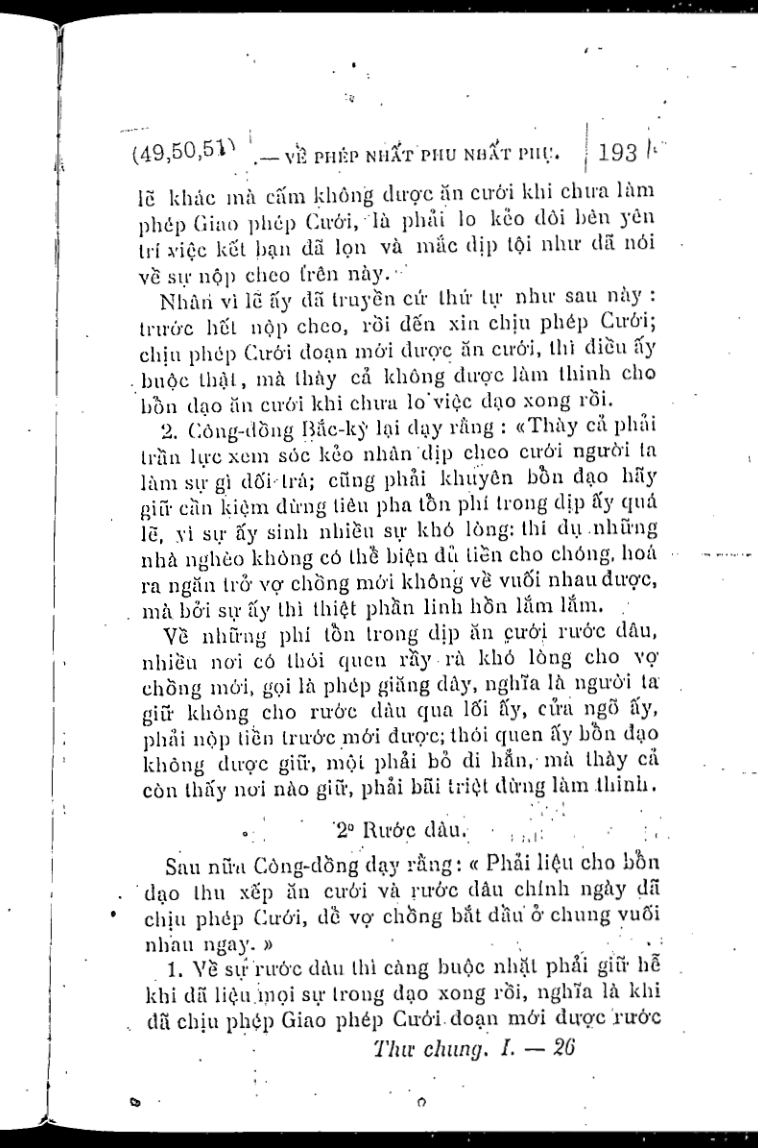 (49,50,51) — VỀ PHÉP NHẤT PHU NHẤT PHỤ. 193
lẽ khác mà cấm không được ăn cưới khi chưa làm
phép Giao phép Cưới, là phải lo kẻo đôi bên yên
trí việc kết bạn đã lọn và mắc dịp tội như đã nói
về sự nộp cheo trên này.
Nhân vì lẽ ấy đã truyền cứ thứ tự như sau này :
trước hết nộp cheo, rồi đến xin chịu phép Cưới;
chịu phép Cưới đoạn mới được ăn cưới, thì điều ấy
buộc thật, mà thày cả không được làm thinh cho
bổn đạo ăn cưới khi chưa lo việc đạo xong rồi.
2. Công-đồng Bắc-kỳ lại dạy rằng : «Thày cả phải
trần lực xem sóc kẻo nhân dịp cheo cưới người ta
làm sự gì dối trá; cũng phải khuyên bổn đạo hãy
giữ cần kiệm đừng tiêu pha tổn phí trong dịp ấy quá
lẽ, vì sự ấy sinh nhiều sự khó lòng: thí dụ những
nhà nghèo không có thể biện đủ tiền cho chóng, hoá
ra ngăn trở vợ chồng mới không về vuối nhau được,
mà bởi sự ấy thì thiệt phần linh hồn lắm lắm.
Về những phí tổn trong dịp ăn cưới rước dâu,
nhiều nơi có thói quen rầy rà khó lòng cho vợ
chồng mới, gọi là phép giăng dây, nghĩa là người ta
giữ không cho rước dâu qua lối ấy, cửa ngõ ấy,
phải nộp tiền trước mới được; thói quen ấy bổn đạo
không được giữ, một phải bỏ đi hẳn, mà thày cả
còn thấy nơi nào giữ, phải bãi triệt đừng làm thinh.
2º Rước dâu.
Sau nữa Công-đồng dạy rằng : « Phải liệu cho bổn
đạo thu xếp ăn cưới và rước dâu chính ngày đã
chịu phép Cưới, để vợ chồng bắt đầu ở chung vuối
nhau ngay. »
1. Về sự rước dâu thì càng buộc nhặt phải giữ hễ
khi đã liệu mọi sự trong đạo xong rồi, nghĩa là khi
đã chịu phép Giao phép Cưới đoạn mới được rước
Thư chung. I. — 26